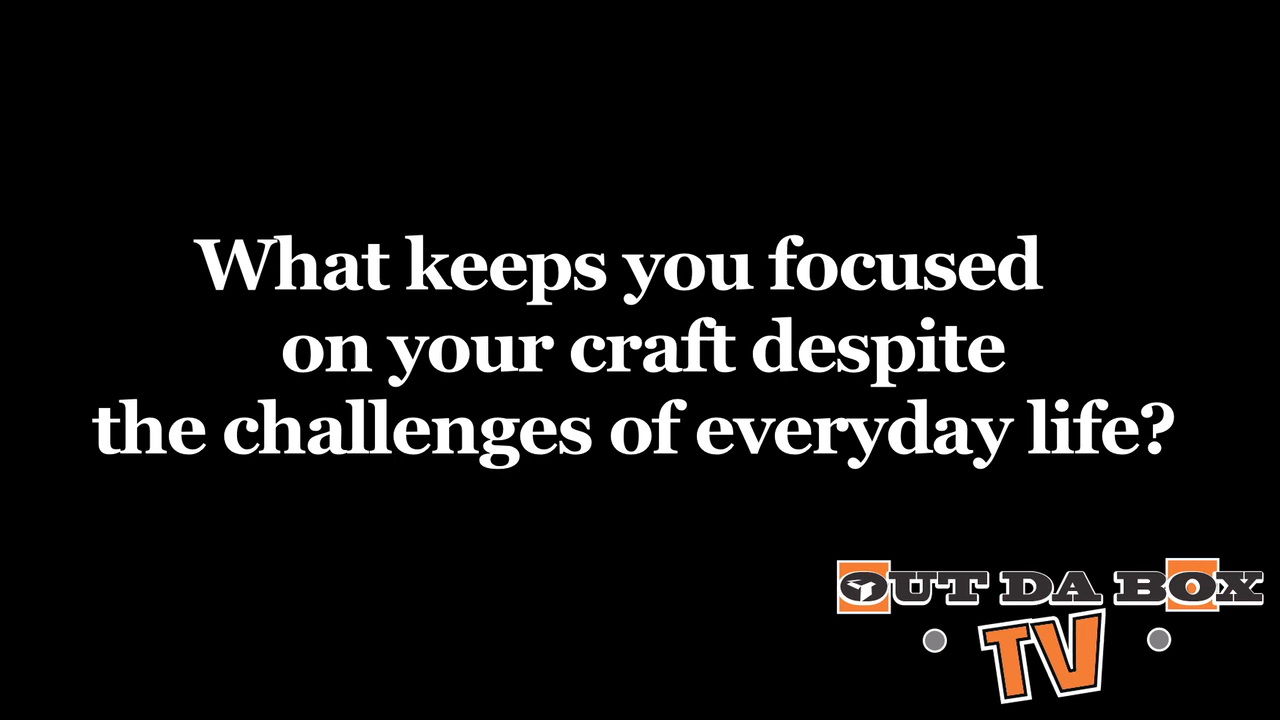 What keeps you focused
on your craft despite
the challenges of everyday life?
OUT DA BOX
TV